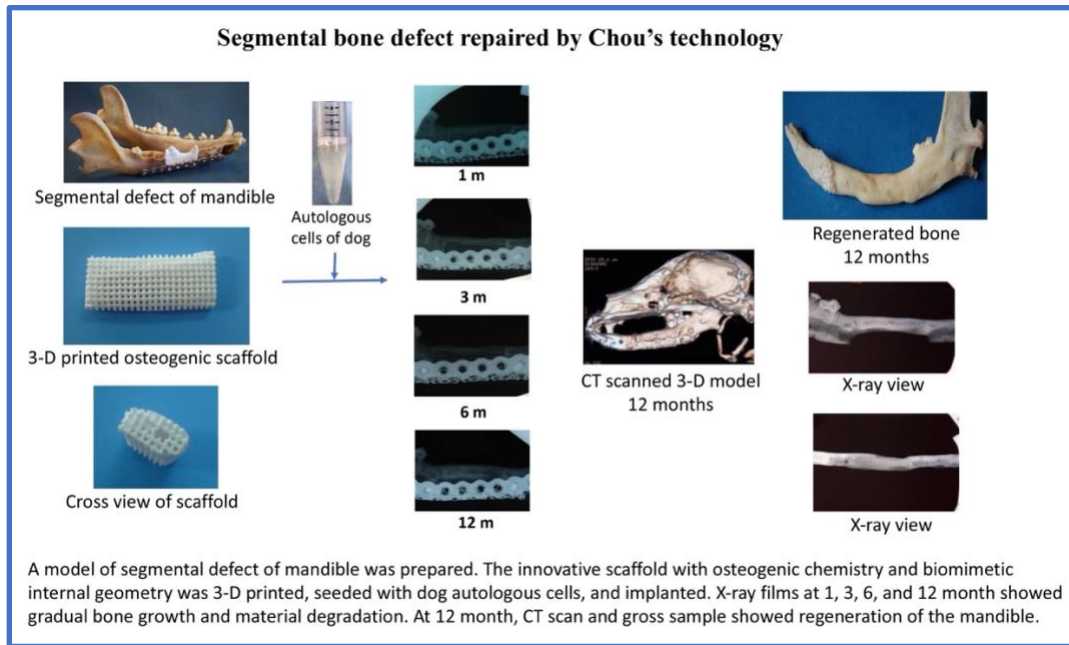 Segmental bone defect repaired by Chou's technology
Segmental defect of mandible
3-D printed osteogenic scaffold
Cross view of scaffold
Autologous
cells of dog
1 m
3 m
6 m
12 m
CT scanned 3-D model
12 months
Regenerated bone
12 months
X-ray view
X-ray view
A model of segmental defect of mandible was prepared. The innovative scaffold with osteogenic chemistry and biomimetic
internal geometry was 3-D printed, seeded with dog autologous cells, and implanted. X-ray films at 1, 3, 6, and 12 month showed
gradual bone growth and material degradation. At 12 month, CT scan and gross sample showed regeneration of the mandible.